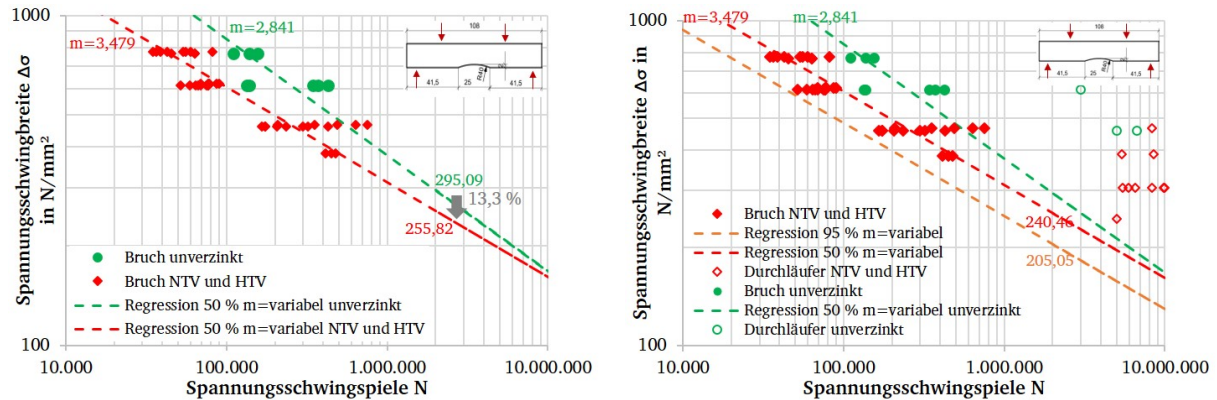 Spannungsschwingbreite Δσ
in N/mm²
1000
100
m=3,479
m=2,841
108
R40
41,5
25
41,5
295,09
13,3 %
255,82
Bruch unverzinkt
Bruch NTV und HTV
Regression 50 % m=variabel unverzinkt
Regression 50 % m=variabel NTV und HTV
10.000
100.000
1.000.000
10.000.000
Spannungsschwingspiele N
Spannungsschwingbreite Δσ in
N/mm²
1000
100
m=3,479
m=2,841
108
R40
41,5
25
41,5
240,46
205,05
Bruch NTV und HTV
Regression 95 % m=variabel
Regression 50 % m=variabel
Durchläufer NTV und HTV
Bruch unverzinkt
Regression 50 % m=variabel unverzinkt
Durchläufer unverzinkt
10.000
100.000
1.000.000
10.000.000
Spannungsschwingspiele N